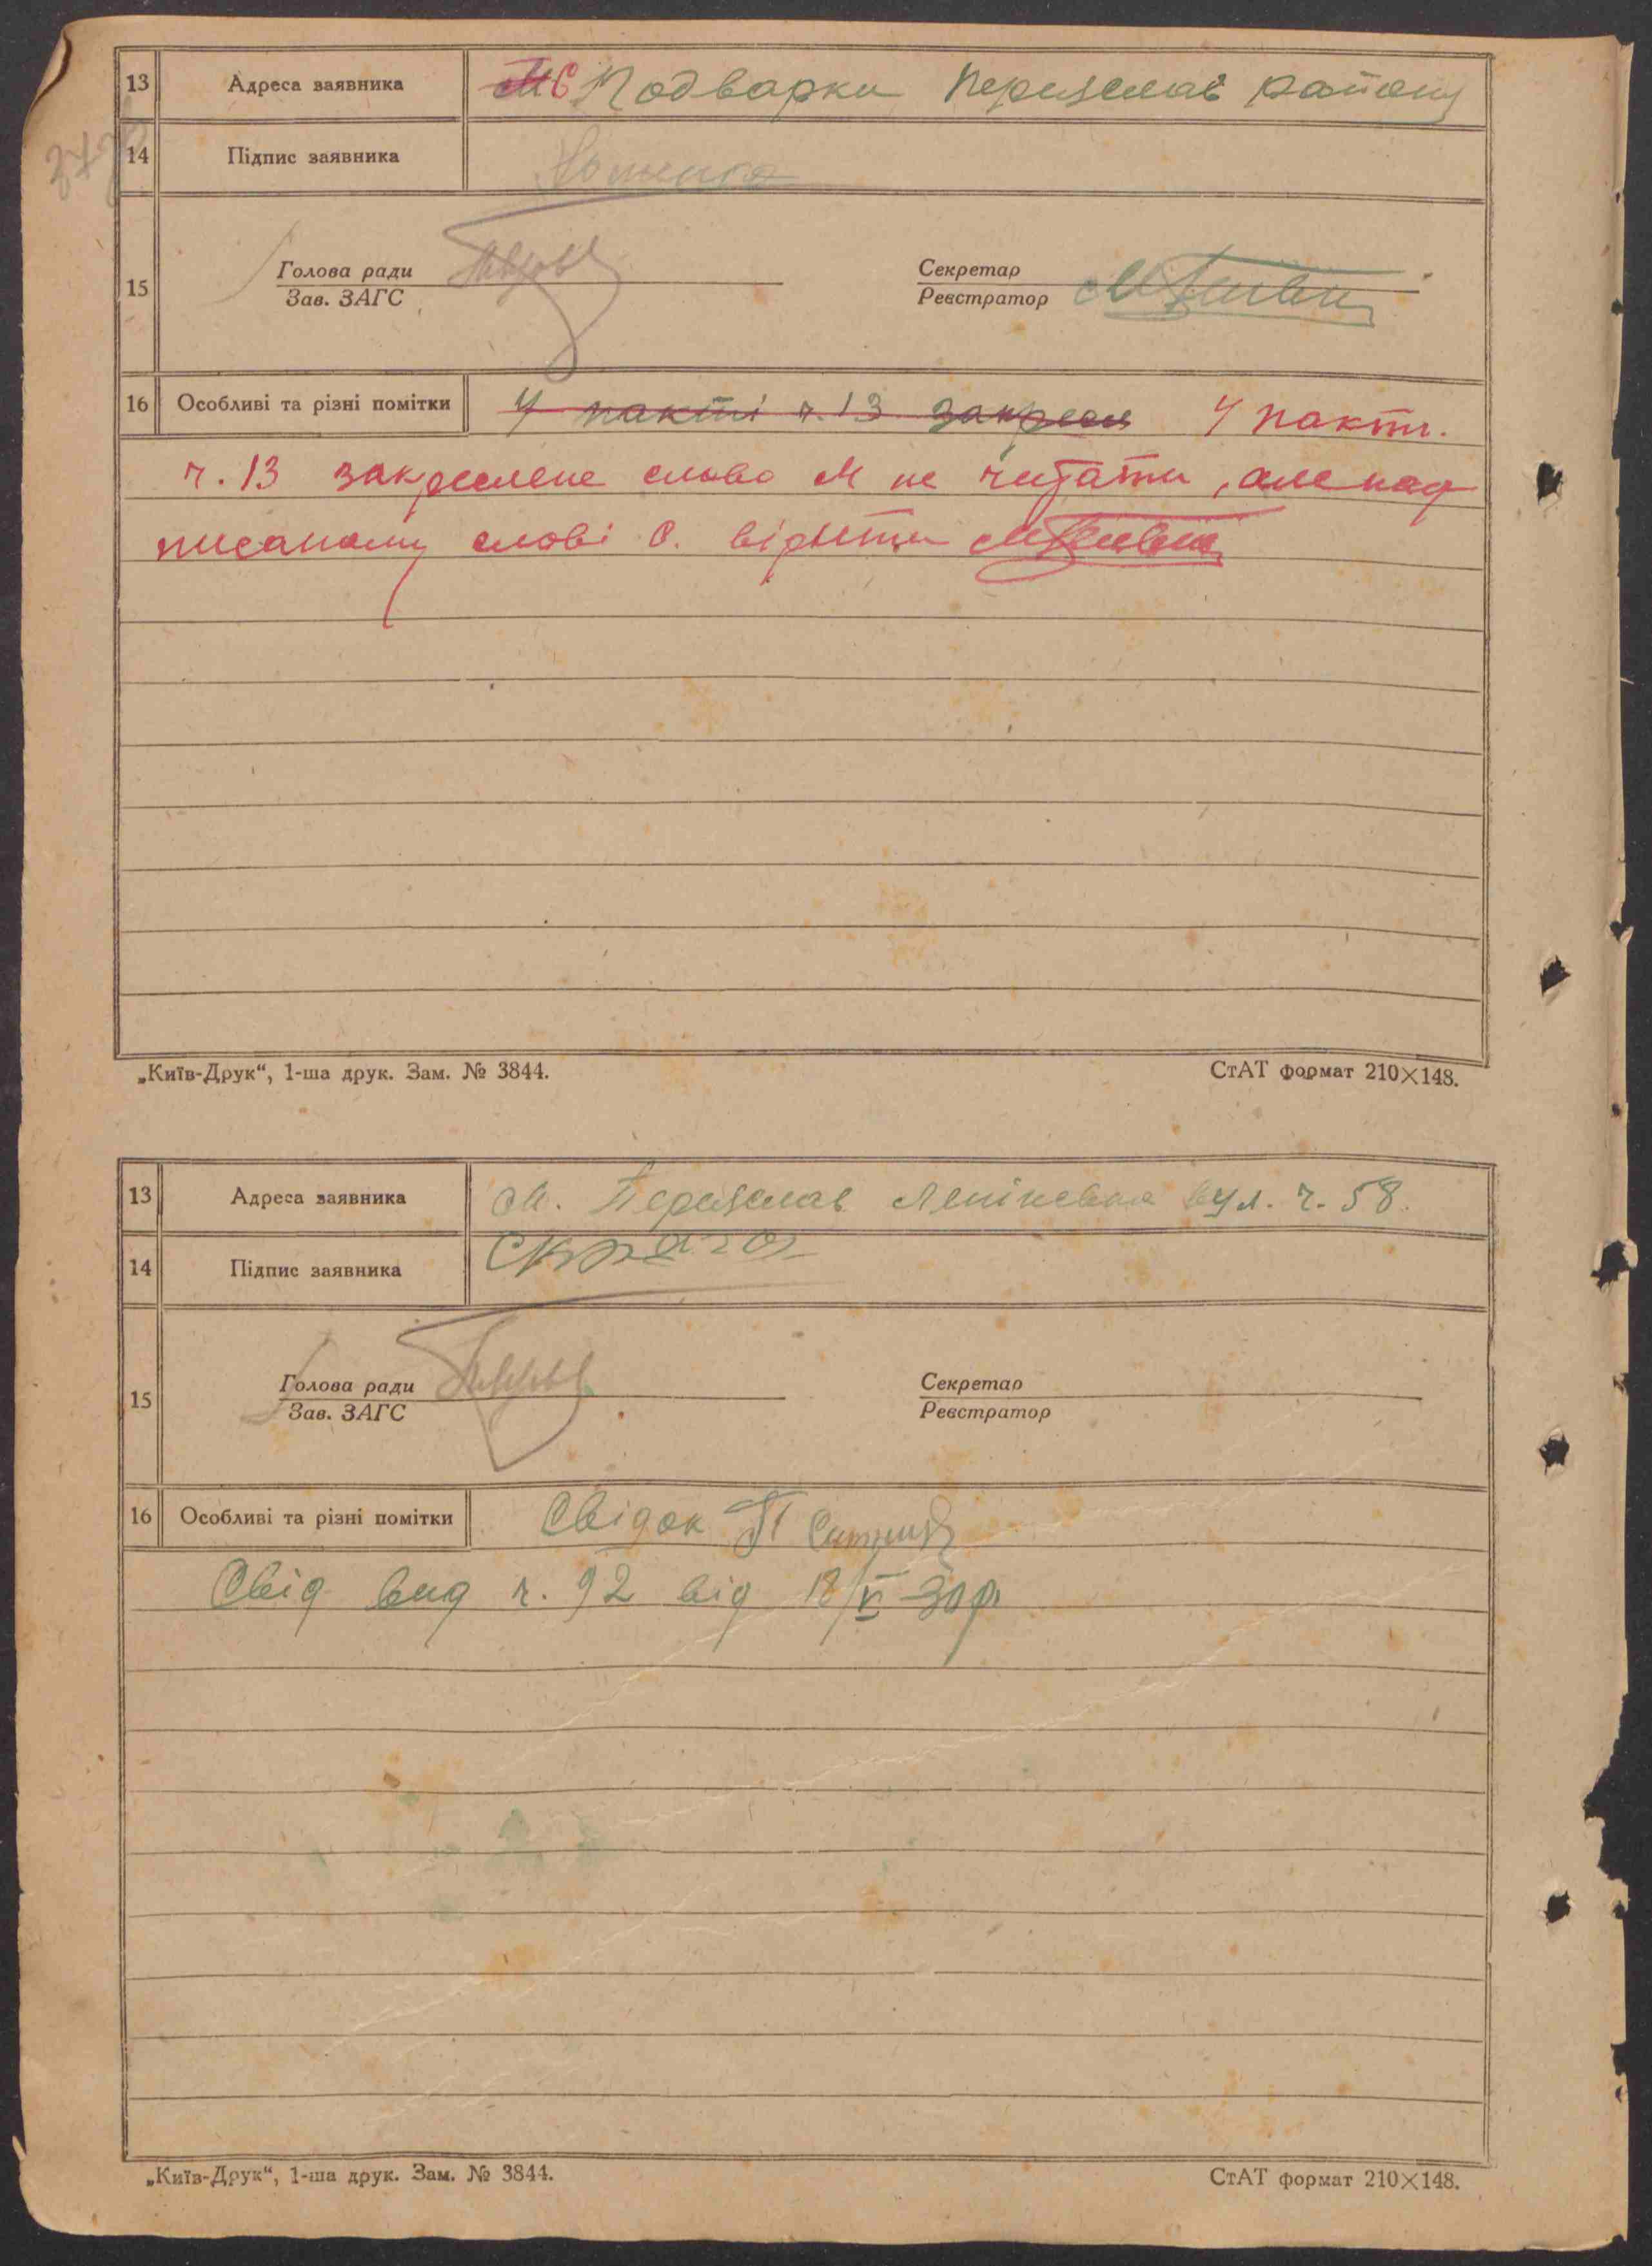 13 Адреса заявника М С Подварки Переяслав району
14 Підпис заявника
15 Голова ради
Зав. ЗАГС
Секретар
Реєстратор
16 Особливі та різні помітки У пакті ч. 13 закресл У пакті.
ч. 13 закреслене слово М не читати, але над
писаному слові С. вірити
„Київ-Друк“, 1-ша друк. Зам. № 3844. СтАТ формат 210×148.
13 Адреса заявника М. Переяслав Ленінська вул. ч. 58.
14 Підпис заявника
15 Голова ради
Зав. ЗАГС
Секретар
Реєстратор
16 Особливі та різні помітки Свідок
Свід вид ч. 92 від 18/VI-30р.
„Київ-Друк“, 1-ша друк. Зам. № 3844. СтАТ формат 210×148.